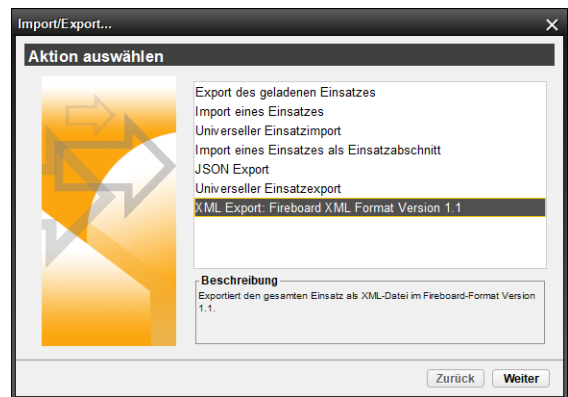 Import/Export...
Aktion auswählen
Export des geladenen Einsatzes
Import eines Einsatzes
Universeller Einsatzimport
Import eines Einsatzes als Einsatzabschnitt
JSON Export
Universeller Einsatzexport
XML Export: Fireboard XML Format Version 1.1
Beschreibung
Exportiert den gesamten Einsatz als XML-Datei im Fireboard-Format Version
1.1.
Zurück Weiter